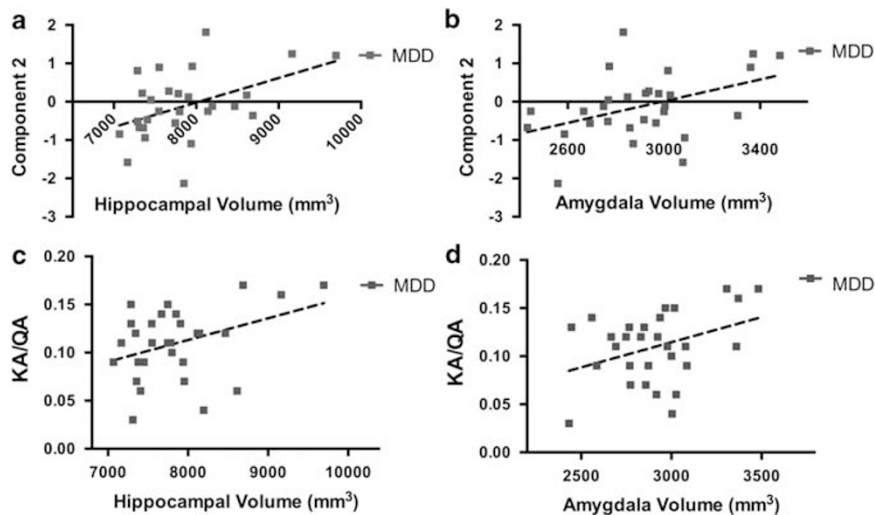 a
2
1
0
-1
-2
-3
Component 2
7000 8000 9000 10000
Hippocampal Volume (mm³)
MDD
b
2
1
0
-1
-2
-3
Component 2
2600 3000 3400
Amygdala Volume (mm³)
MDD
c
0.20
0.15
0.10
0.05
0.00
KA/QA
7000 8000 9000 10000
Hippocampal Volume (mm³)
MDD
d
0.20
0.15
0.10
0.05
0.00
KA/QA
2500 3000 3500
Amygdala Volume (mm³)
MDD